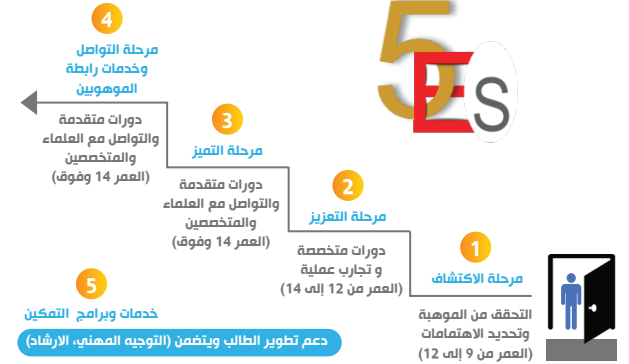 5Es
1
مرحلة الاكتشاف
التحقق من الموهبة
وتحديد الاهتمامات
(العمر من 9 إلى 12)
2
مرحلة التعزيز
دورات متخصصة
و تجارب عملية
(العمر من 12 إلى 14)
3
مرحلة التميز
دورات متقدمة
والتواصل مع العلماء
والمتخصصين
(العمر 14 وفوق)
4
مرحلة التواصل
وخدمات رابطة
الموهوبين
دورات متقدمة
والتواصل مع العلماء
والمتخصصين
(العمر 14 وفوق)
5
خدمات وبرامج التمكين
دعم تطوير الطالب ويتضمن (التوجيه المهني، الارشاد)